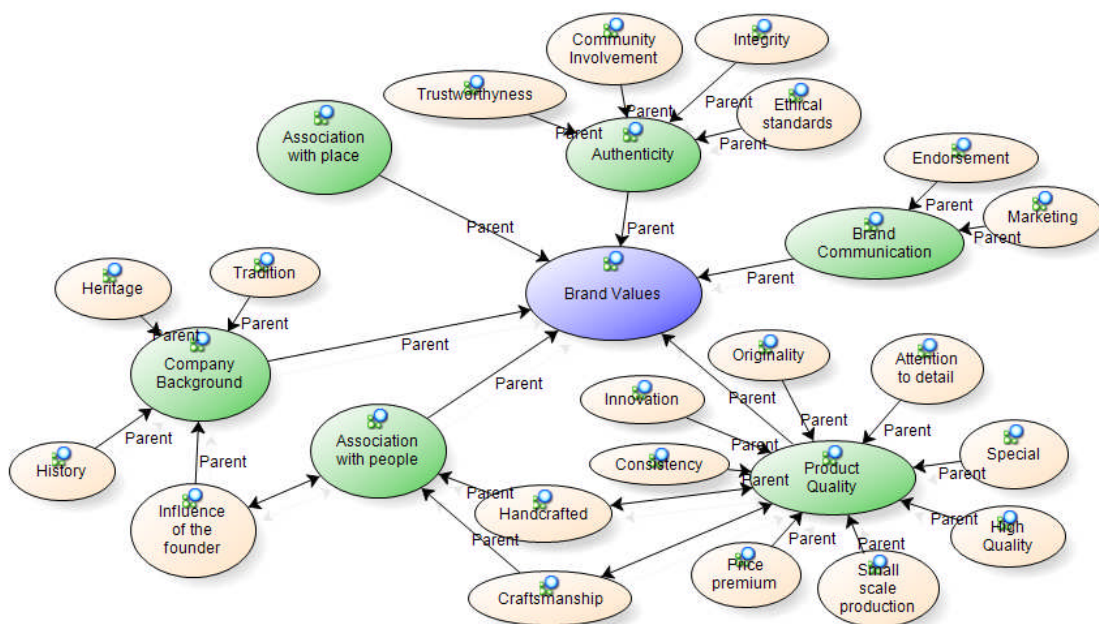 Community
Involvement
Integrity
Trustworthyness
Parent
Parent
Parent
Ethical
standards
Parent
Association
with place
Authenticity
Endorsement
Parent
Marketing
Parent
Brand
Communication
Parent
Parent
Parent
Brand Values
Heritage
Tradition
Parent
Parent
Company
Background
Parent
Originality
Attention
to detail
Parent
Parent
Innovation
Parent
Parent
Parent
History
Parent
Parent
Association
with people
Consistency
Parent
Product
Quality
Special
Parent
Influence
of the
founder
Parent
Handcrafted
Parent
High
Quality
Parent
Craftsmanship
Parent
Price
premium
Parent
Small
scale
production